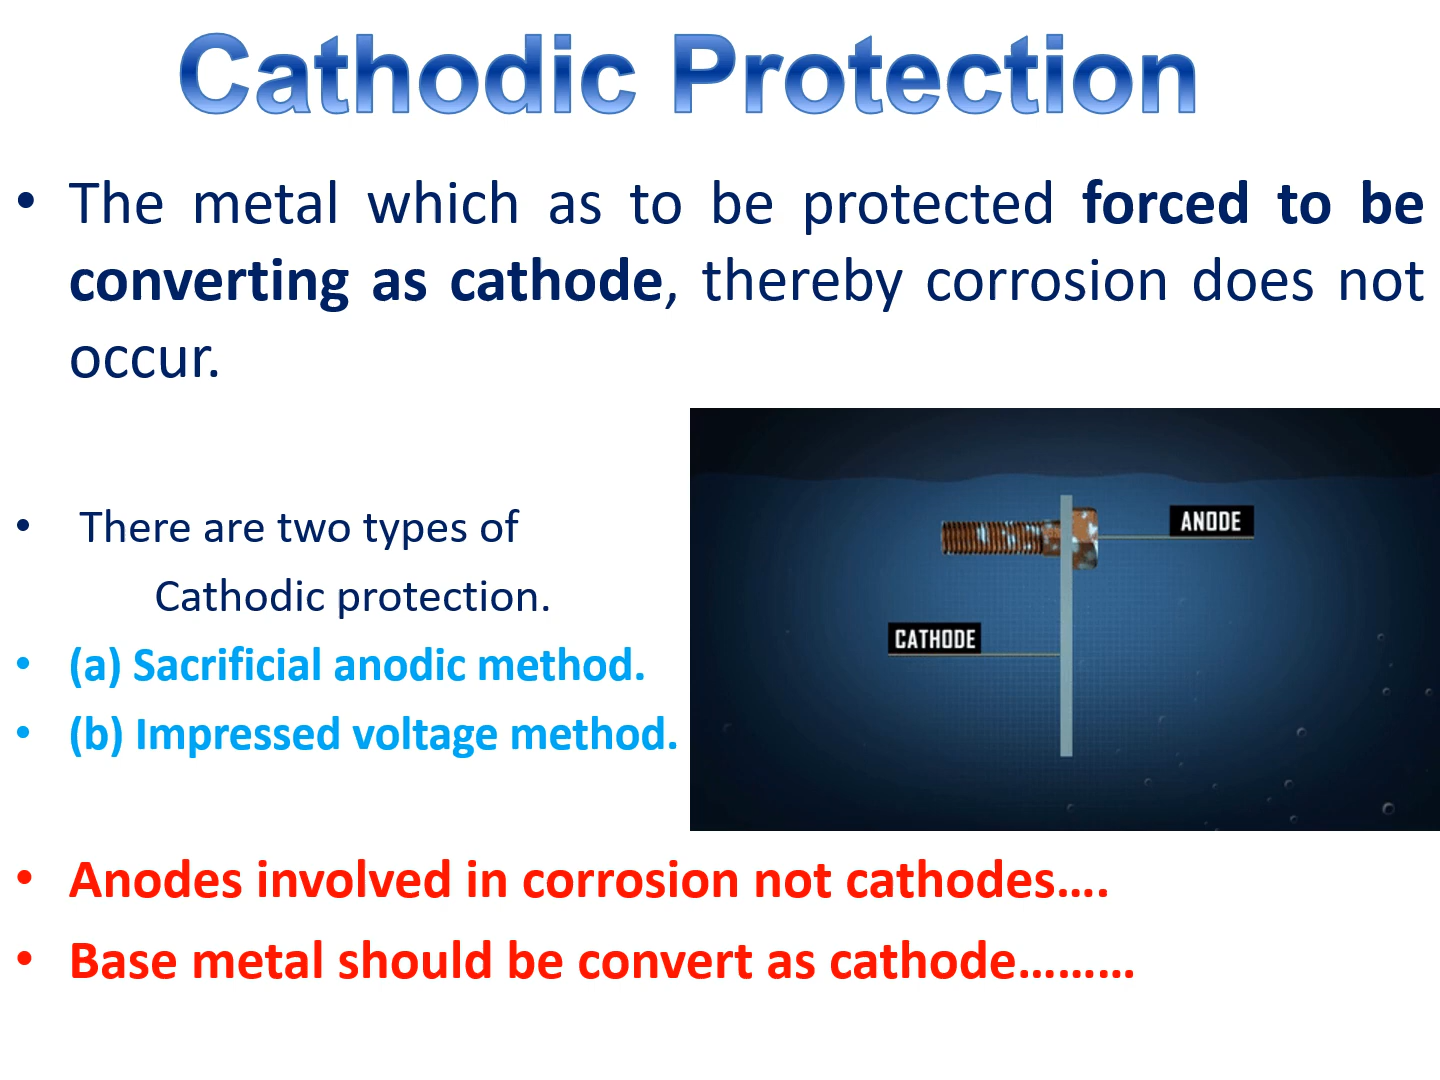 Cathodic Protection
• The metal which as to be protected forced to be
converting as cathode, thereby corrosion does not
occur.
• There are two types of
Cathodic protection.
• (a) Sacrificial anodic method.
• (b) Impressed voltage method.
ANODE
CATHODE
• Anodes involved in corrosion not cathodes....
• Base metal should be convert as cathode.........